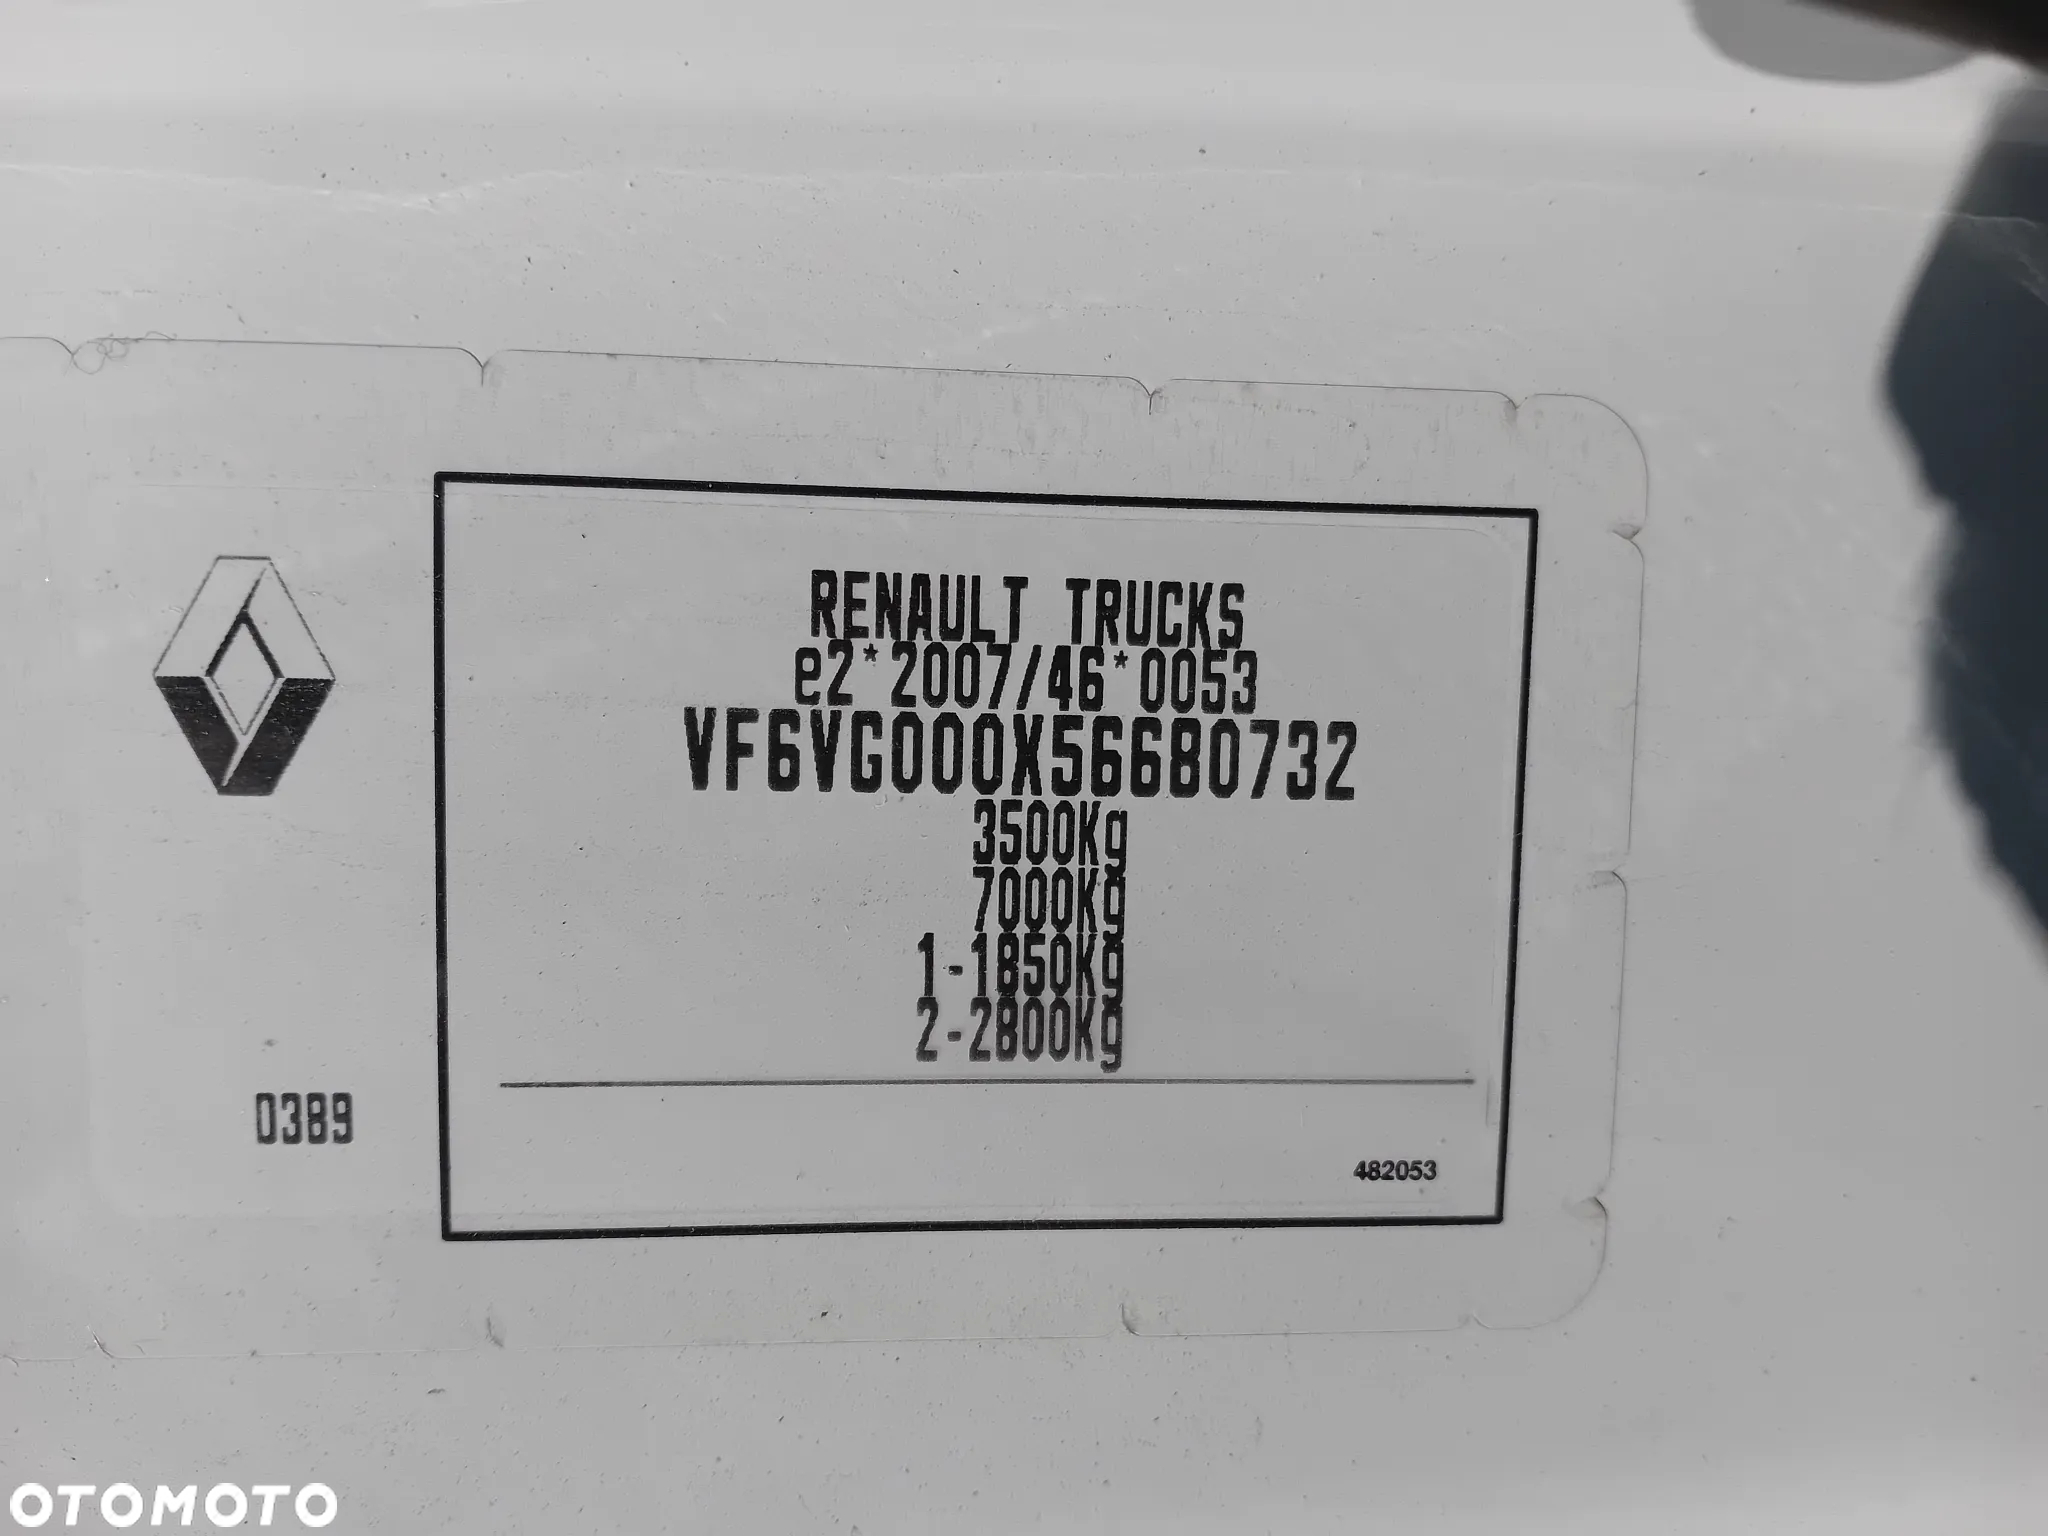 RENAULT TRUCKS
e2*2007/46*0053
VF6VG000X56680732
3500Kg
7000Kg
1-1850Kg
2-2800Kg
0389
482053
OTOMOTO